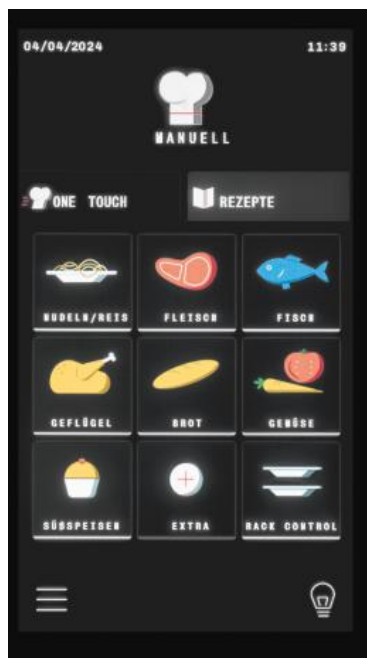 04/04/2024 11:39
MANUELL
ONE TOUCH
REZEPTE
NUDELN/REIS FLEISCH FISCH
GEFLÜGEL BROT GEMÜSE
SÜSSPEISEN EXTRA RACK CONTROL